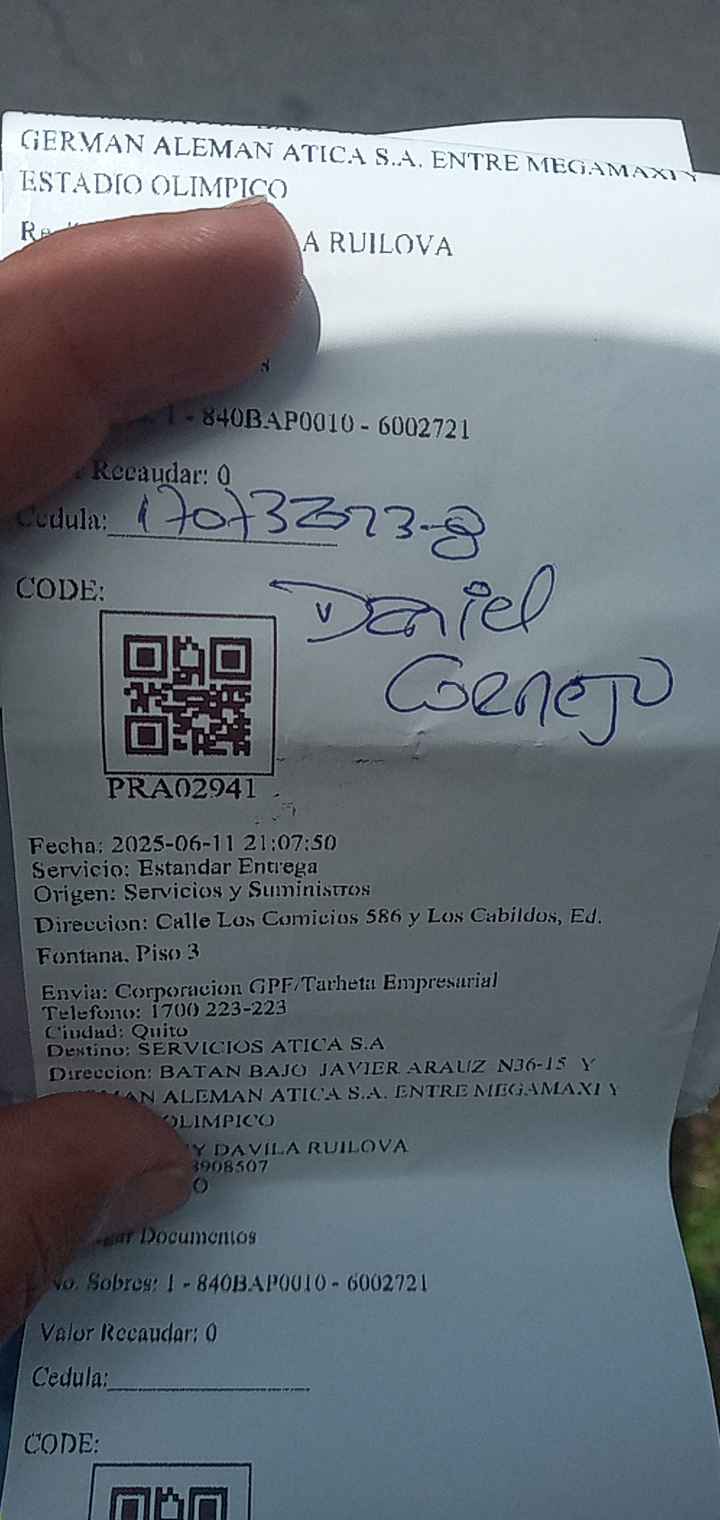 GERMAN ALEMAN ATICA S.A. ENTRE MEGAMAXI Y
ESTADIO OLIMPICO
A RUILOVA
1 - 840BAP0010 - 6002721
Recaudar: 0
Cedula: 17073373-8
CODE:
Daniel
Cornejo
PRA02941
Fecha: 2025-06-11 21:07:50
Servicio: Estandar Entrega
Origen: Servicios y Suministros
Direccion: Calle Los Comicios 586 y Los Cabildos, Ed.
Fontana, Piso 3
Envia: Corporacion GPF/Tarheta Empresarial
Telefono: 1700 223-223
Ciudad: Quito
Destino: SERVICIOS ATICA S.A
Direccion: BATAN BAJO JAVIER ARAUZ N36-15 Y
AN ALEMAN ATICA S.A. ENTRE MEGAMAXI Y
OLIMPICO
Y DAVILA RUILOVA
3908507
O
Documentos
No. Sobres: 1 - 840BAP0010 - 6002721
Valor Recaudar: 0
Cedula:
CODE: